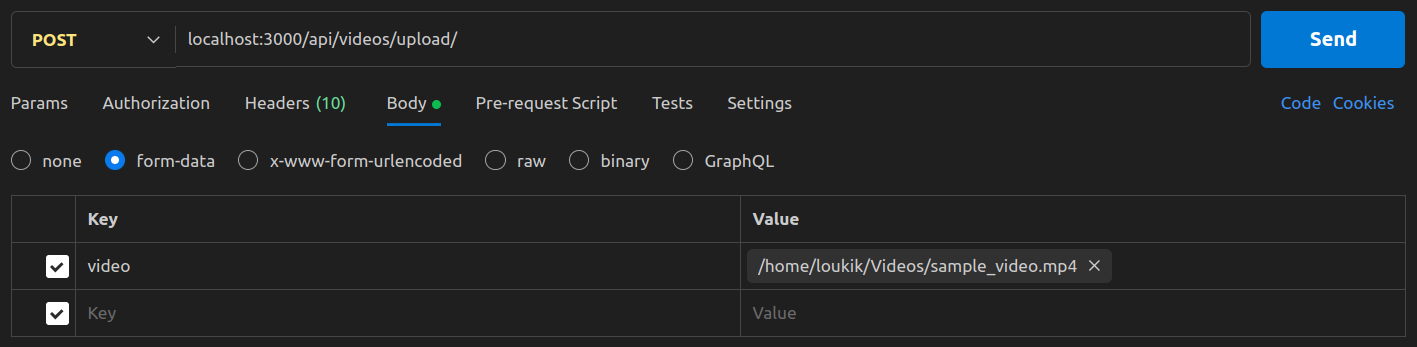 POST localhost:3000/api/videos/upload/ Send
Params Authorization Headers (10) Body Pre-request Script Tests Settings Code Cookies
none form-data x-www-form-urlencoded raw binary GraphQL
Key Value
video /home/loukik/Videos/sample_video.mp4
Key Value